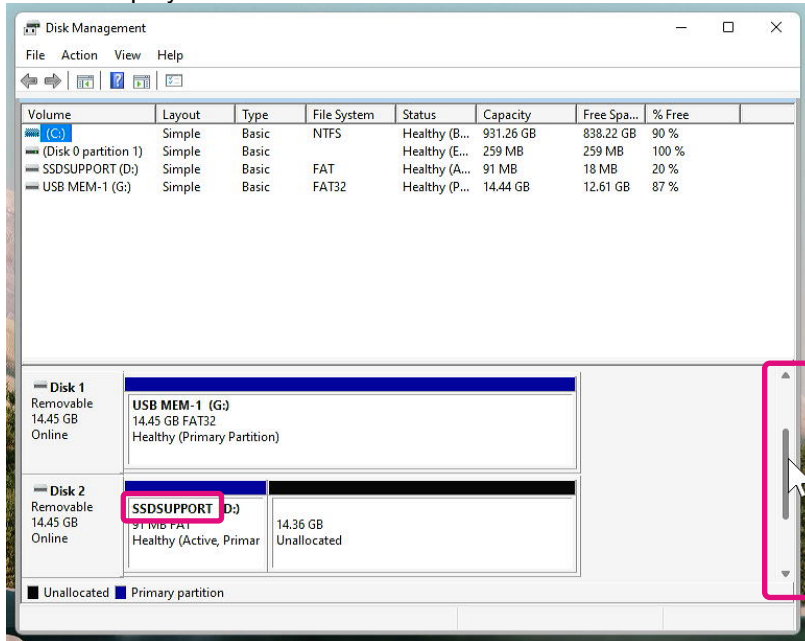 Disk Management
File Action View Help
Volume Layout Type File System Status Capacity Free Spa... % Free
(C:) Simple Basic NTFS Healthy (B... 931.26 GB 838.22 GB 90 %
(Disk 0 partition 1) Simple Basic Healthy (E... 259 MB 259 MB 100 %
SSDSUPPORT (D:) Simple Basic FAT Healthy (A... 91 MB 18 MB 20 %
USB MEM-1 (G:) Simple Basic FAT32 Healthy (P... 14.44 GB 12.61 GB 87 %
Disk 1
Removable
14.45 GB
Online
USB MEM-1 (G:)
14.45 GB FAT32
Healthy (Primary Partition)
Disk 2
Removable
14.45 GB
Online
SSDSUPPORT D:)
91 MB FAT
Healthy (Active, Primar
14.36 GB
Unallocated
Unallocated Primary partition